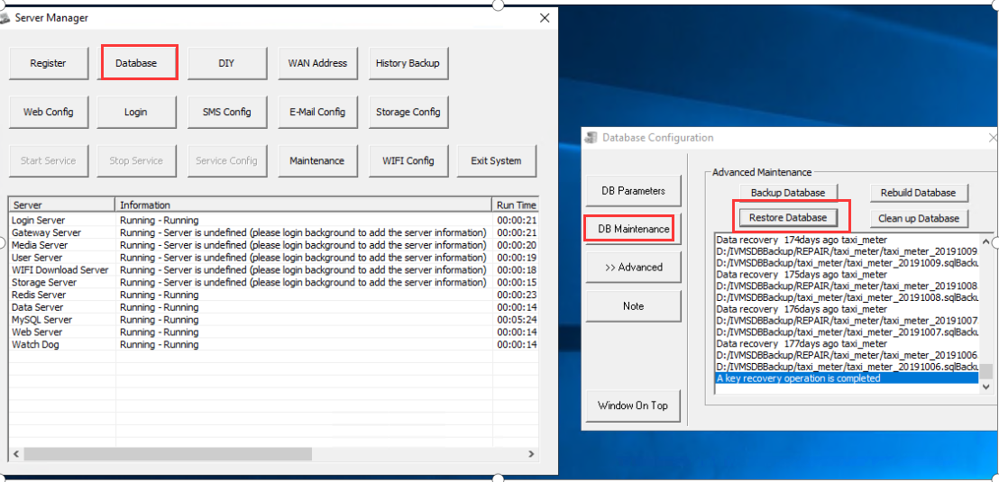 Server Manager
Register
Database
DIY
WAN Address
History Backup
Web Config
Login
SMS Config
E-Mail Config
Storage Config
Start Service
Stop Service
Service Config
Maintenance
WIFI Config
Exit System
Server Information Run Time
Login Server Running - Running 00:00:21
Gateway Server Running - Server is undefined (please login background to add the server information) 00:00:21
Media Server Running - Server is undefined (please login background to add the server information) 00:00:20
User Server Running - Server is undefined (please login background to add the server information) 00:00:19
WIFI Download Server Running - Server is undefined (please login background to add the server information) 00:00:18
Storage Server Running - Server is undefined (please login background to add the server information) 00:00:15
Redis Server Running - Running 00:00:23
Data Server Running - Running 00:00:14
MySQL Server Running - Running 00:05:24
Web Server Running - Running 00:00:14
Watch Dog Running - Running 00:00:14
Database Configuration
DB Parameters
DB Maintenance
>> Advanced
Note
Window On Top
Advanced Maintenance
Backup Database
Rebuild Database
Restore Database
Clean up Database
Data recovery 174days ago taxi_meter
D:/IVMSDBBackup/REPAIR/taxi_meter/taxi_meter_20191009.
D:/IVMSDBBackup/taxi_meter/taxi_meter_20191009.sqlBacku
Data recovery 175days ago taxi_meter
D:/IVMSDBBackup/REPAIR/taxi_meter/taxi_meter_20191008.
D:/IVMSDBBackup/taxi_meter/taxi_meter_20191008.sqlBacku
Data recovery 176days ago taxi_meter
D:/IVMSDBBackup/REPAIR/taxi_meter/taxi_meter_20191007.
D:/IVMSDBBackup/taxi_meter/taxi_meter_20191007.sqlBacku
Data recovery 177days ago taxi_meter
D:/IVMSDBBackup/REPAIR/taxi_meter/taxi_meter_20191006.
D:/IVMSDBBackup/taxi_meter/taxi_meter_20191006.sqlBacku
A key recovery operation is completed